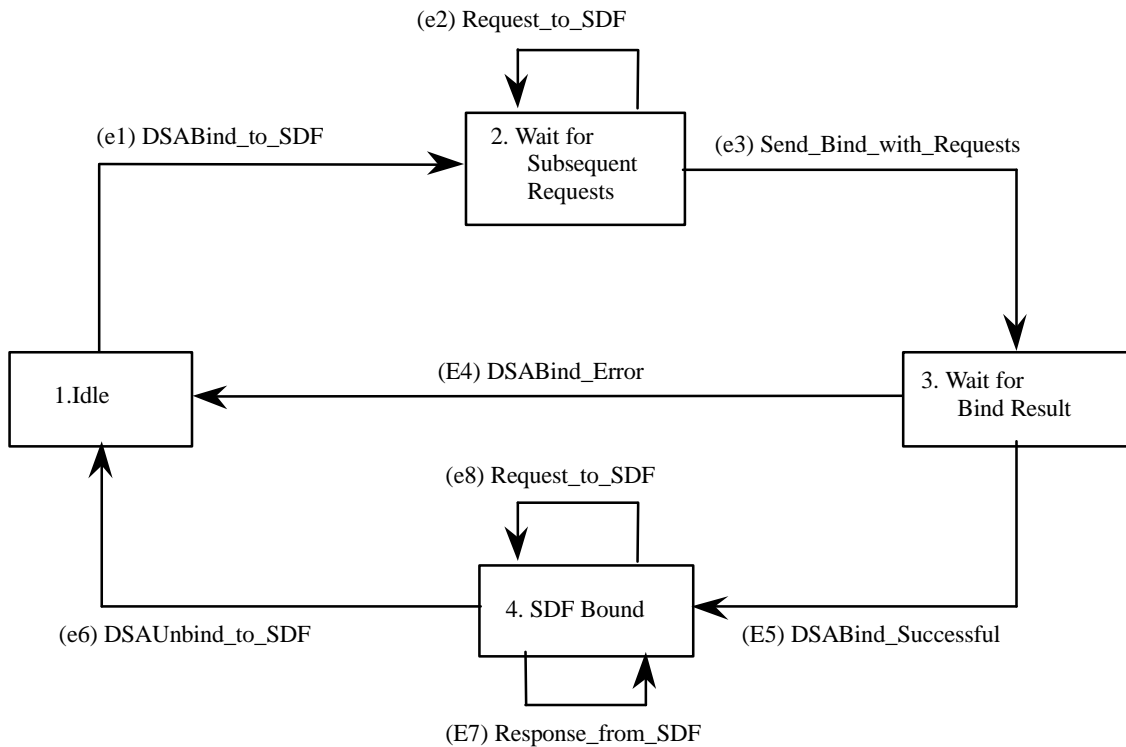 (e2) Request_to_SDF
(e1) DSABind_to_SDF
2. Wait for
Subsequent
Requests
(e3) Send_Bind_with_Requests
1.Idle
(E4) DSABind_Error
3. Wait for
Bind Result
(e8) Request_to_SDF
4. SDF Bound
(e6) DSAUnbind_to_SDF
(E5) DSABind_Successful
(E7) Response_from_SDF